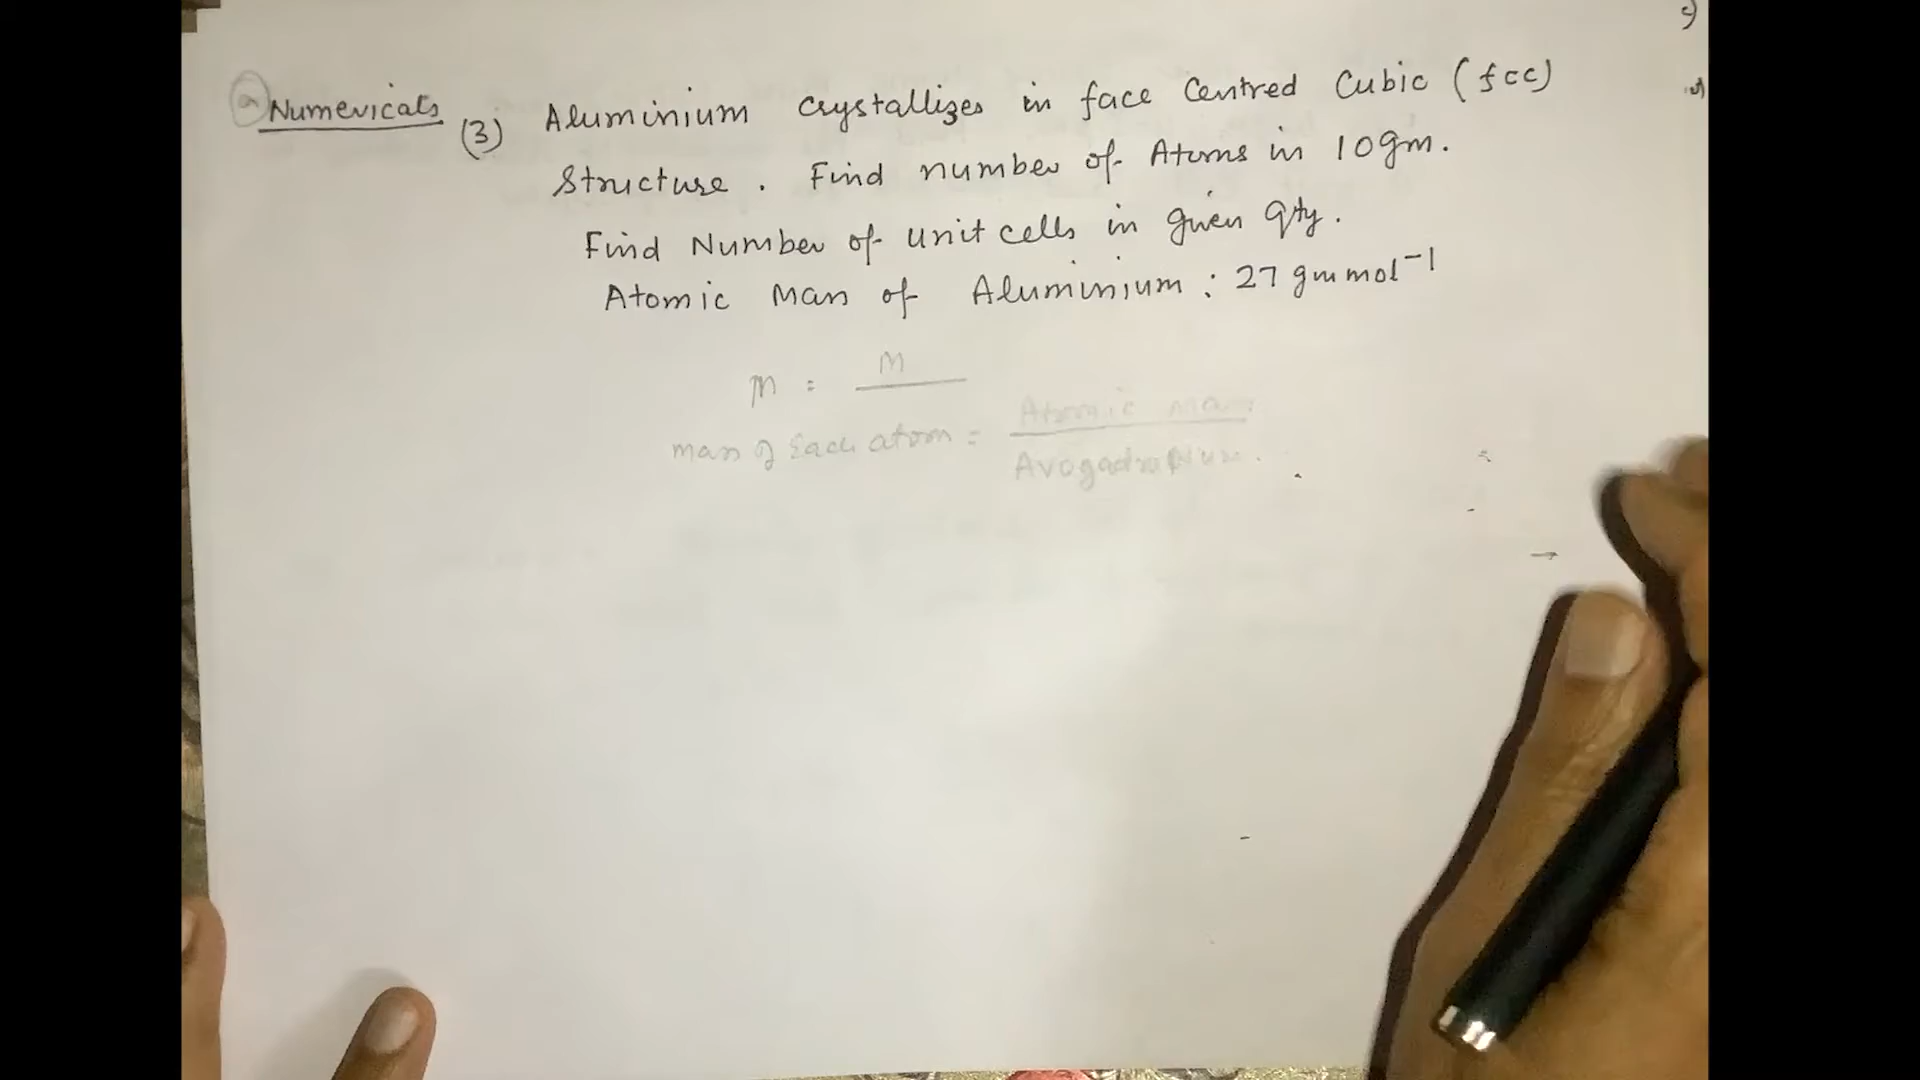 Numericals (3) Aluminium crystallizes in face Centred Cubic (fcc)
Structure. Find number of Atoms in 10gm.
Find Number of unit cells in given qty.
Atomic Mass of Aluminium : 27 gm mol⁻¹
m = M
mass of Each atom = Atomic mass
Avogadro Num.